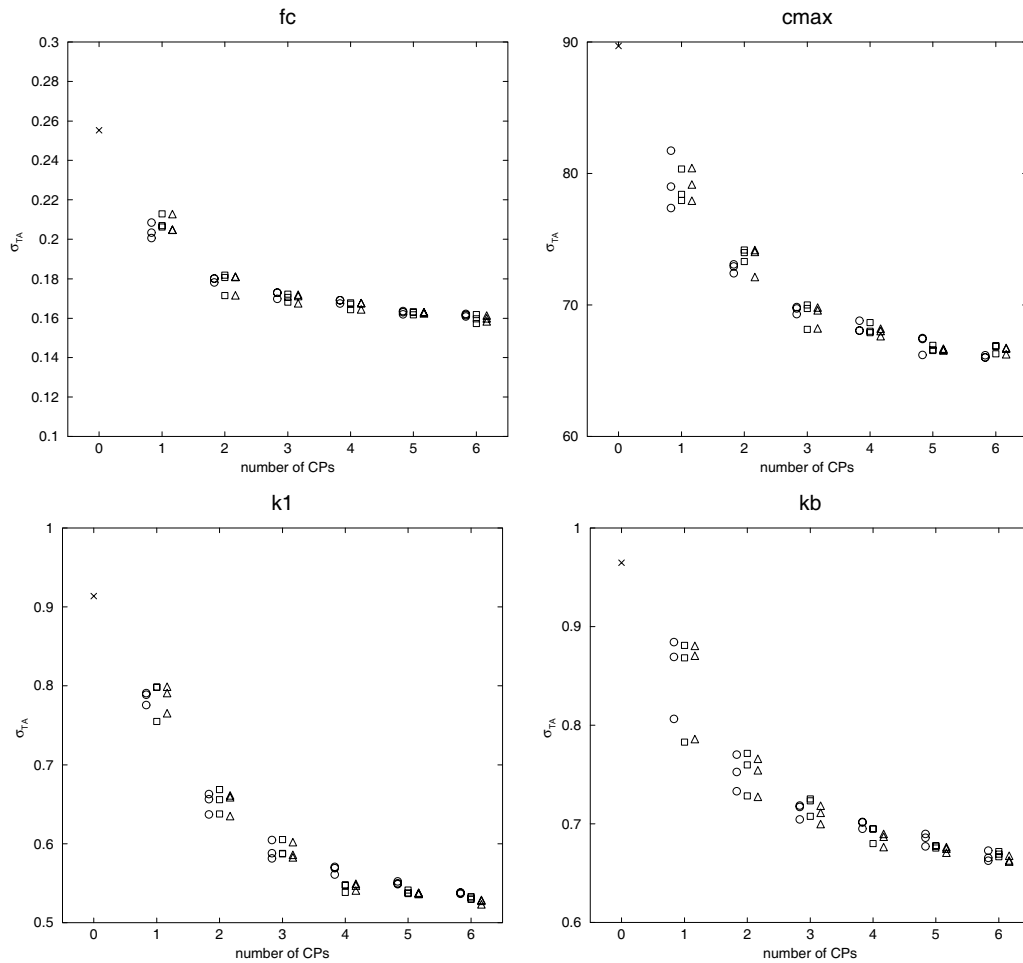 fc
0.3
0.28
0.26
0.24
0.22
0.2
0.18
0.16
0.14
0.12
0.1
σTA
0 1 2 3 4 5 6
number of CPs
cmax
90
80
70
60
σTA
0 1 2 3 4 5 6
number of CPs
k1
1
0.9
0.8
0.7
0.6
0.5
σTA
0 1 2 3 4 5 6
number of CPs
kb
1
0.9
0.8
0.7
0.6
σTA
0 1 2 3 4 5 6
number of CPs